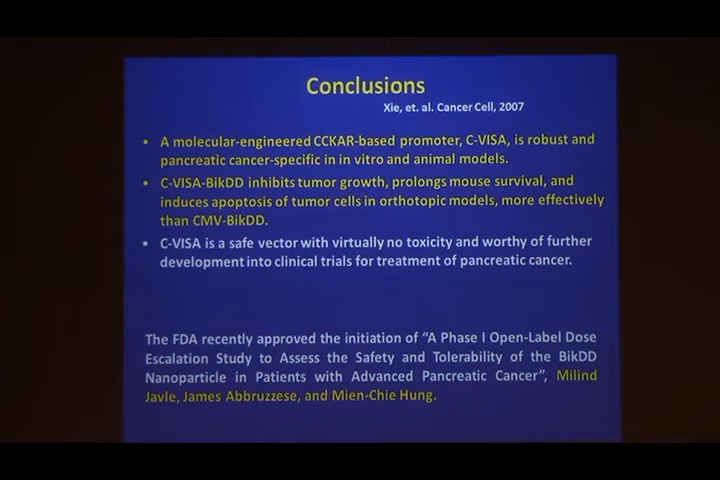 Conclusions
Xie, et. al. Cancer Cell, 2007
• A molecular-engineered CCKAR-based promoter, C-VISA, is robust and
pancreatic cancer-specific in in vitro and animal models.
• C-VISA-BikDD inhibits tumor growth, prolongs mouse survival, and
induces apoptosis of tumor cells in orthotopic models, more effectively
than CMV-BikDD.
• C-VISA is a safe vector with virtually no toxicity and worthy of further
development into clinical trials for treatment of pancreatic cancer.
The FDA recently approved the initiation of “A Phase I Open-Label Dose
Escalation Study to Assess the Safety and Tolerability of the BikDD
Nanoparticle in Patients with Advanced Pancreatic Cancer”, Milind
Javle, James Abbruzzese, and Mien-Chie Hung.